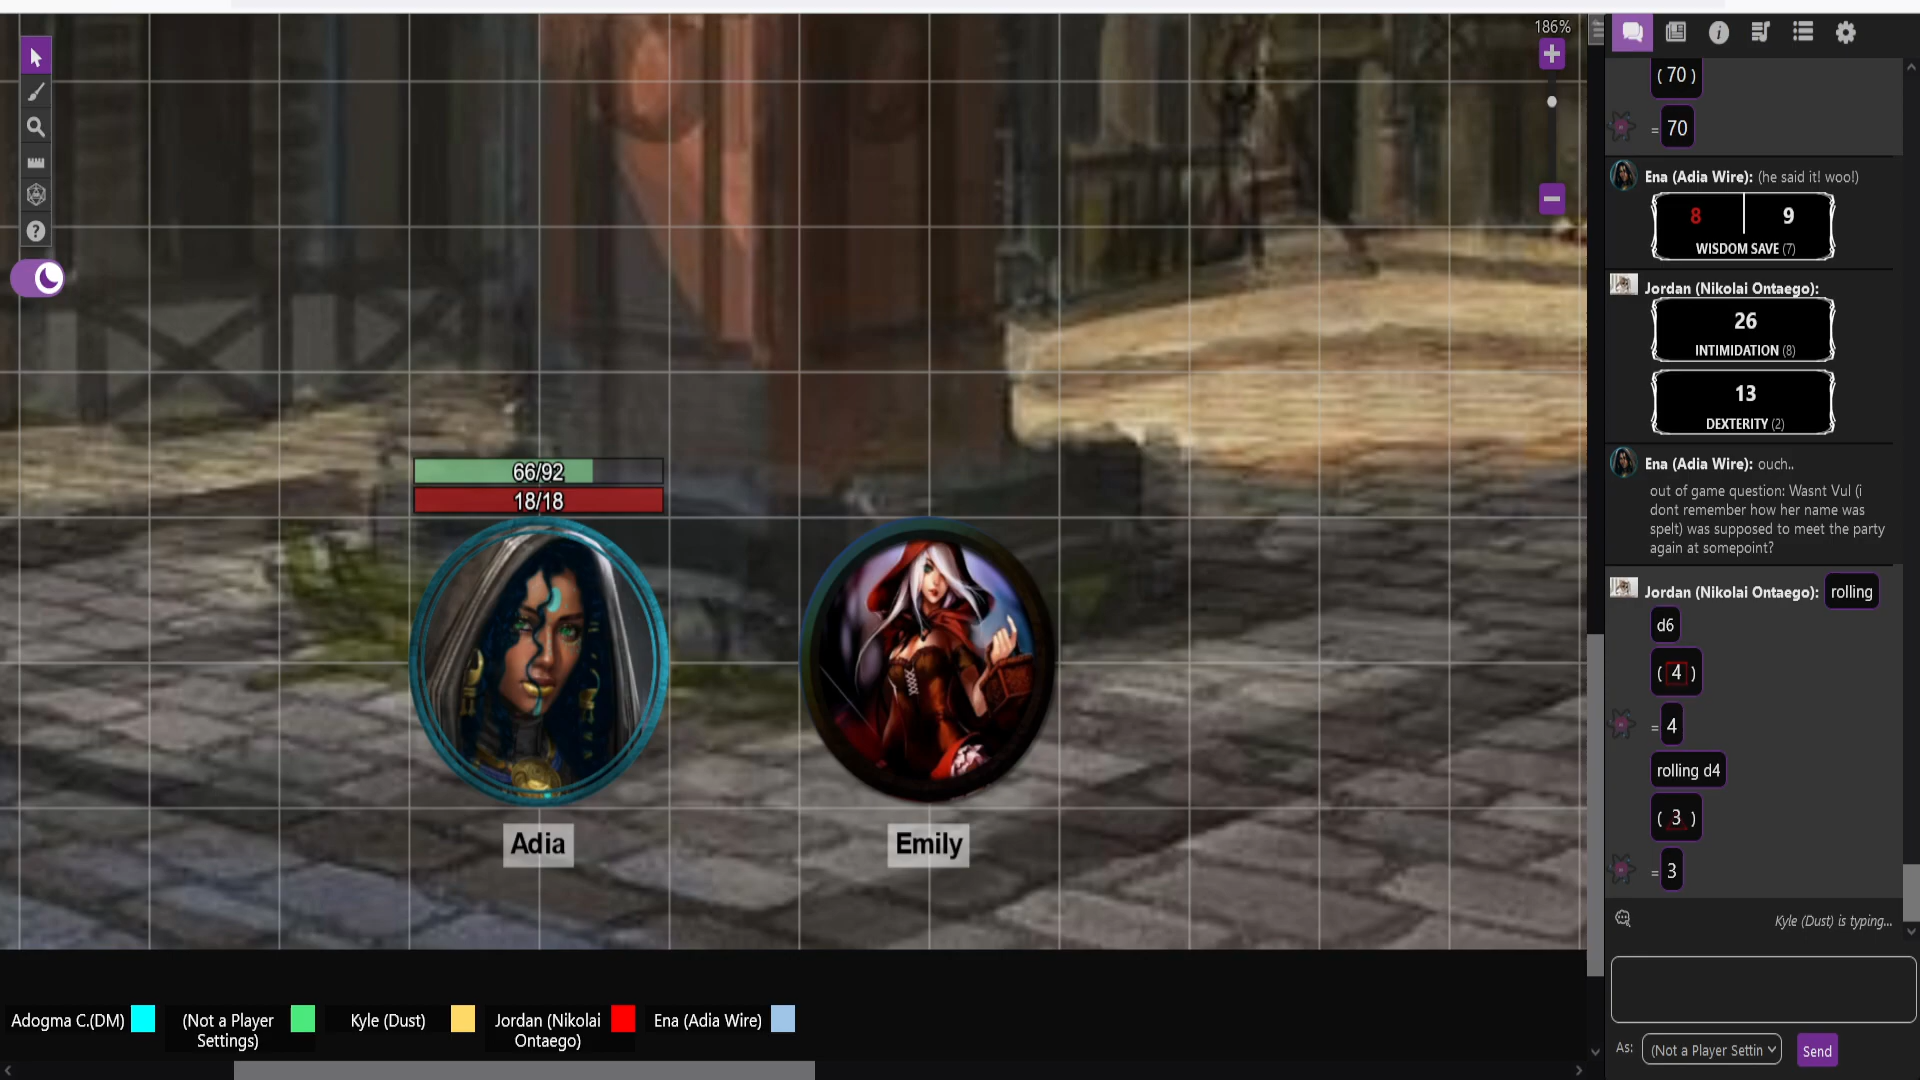 186%
66/92
18/18
Adia
Emily
Adogma C.(DM)
(Not a Player
Settings)
Kyle (Dust)
Jordan (Nikolai
Ontaego)
Ena (Adia Wire)
(70)
= 70
Ena (Adia Wire): (he said it! woo!)
8 9
WISDOM SAVE (7)
Jordan (Nikolai Ontaego):
26
INTIMIDATION (8)
13
DEXTERITY (2)
Ena (Adia Wire): ouch..
out of game question: Wasnt Vul (i
dont remember how her name was
spelt) was supposed to meet the party
again at somepoint?
Jordan (Nikolai Ontaego): rolling
d6
( 4 )
= 4
rolling d4
( 3 )
= 3
Kyle (Dust) is typing...
As: (Not a Player Settin Send